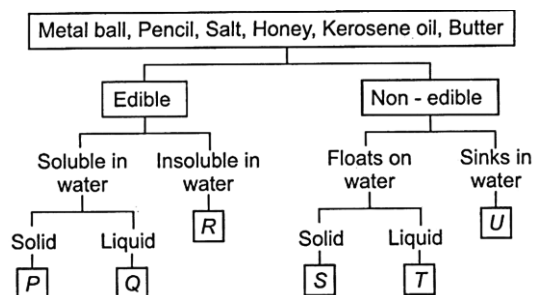 Metal ball, Pencil, Salt, Honey, Kerosene oil, Butter
Edible
Non - edible
Soluble in water
Insoluble in water
Floats on water
Sinks in water
R
U
Solid
Liquid
Solid
Liquid
P
Q
S
T